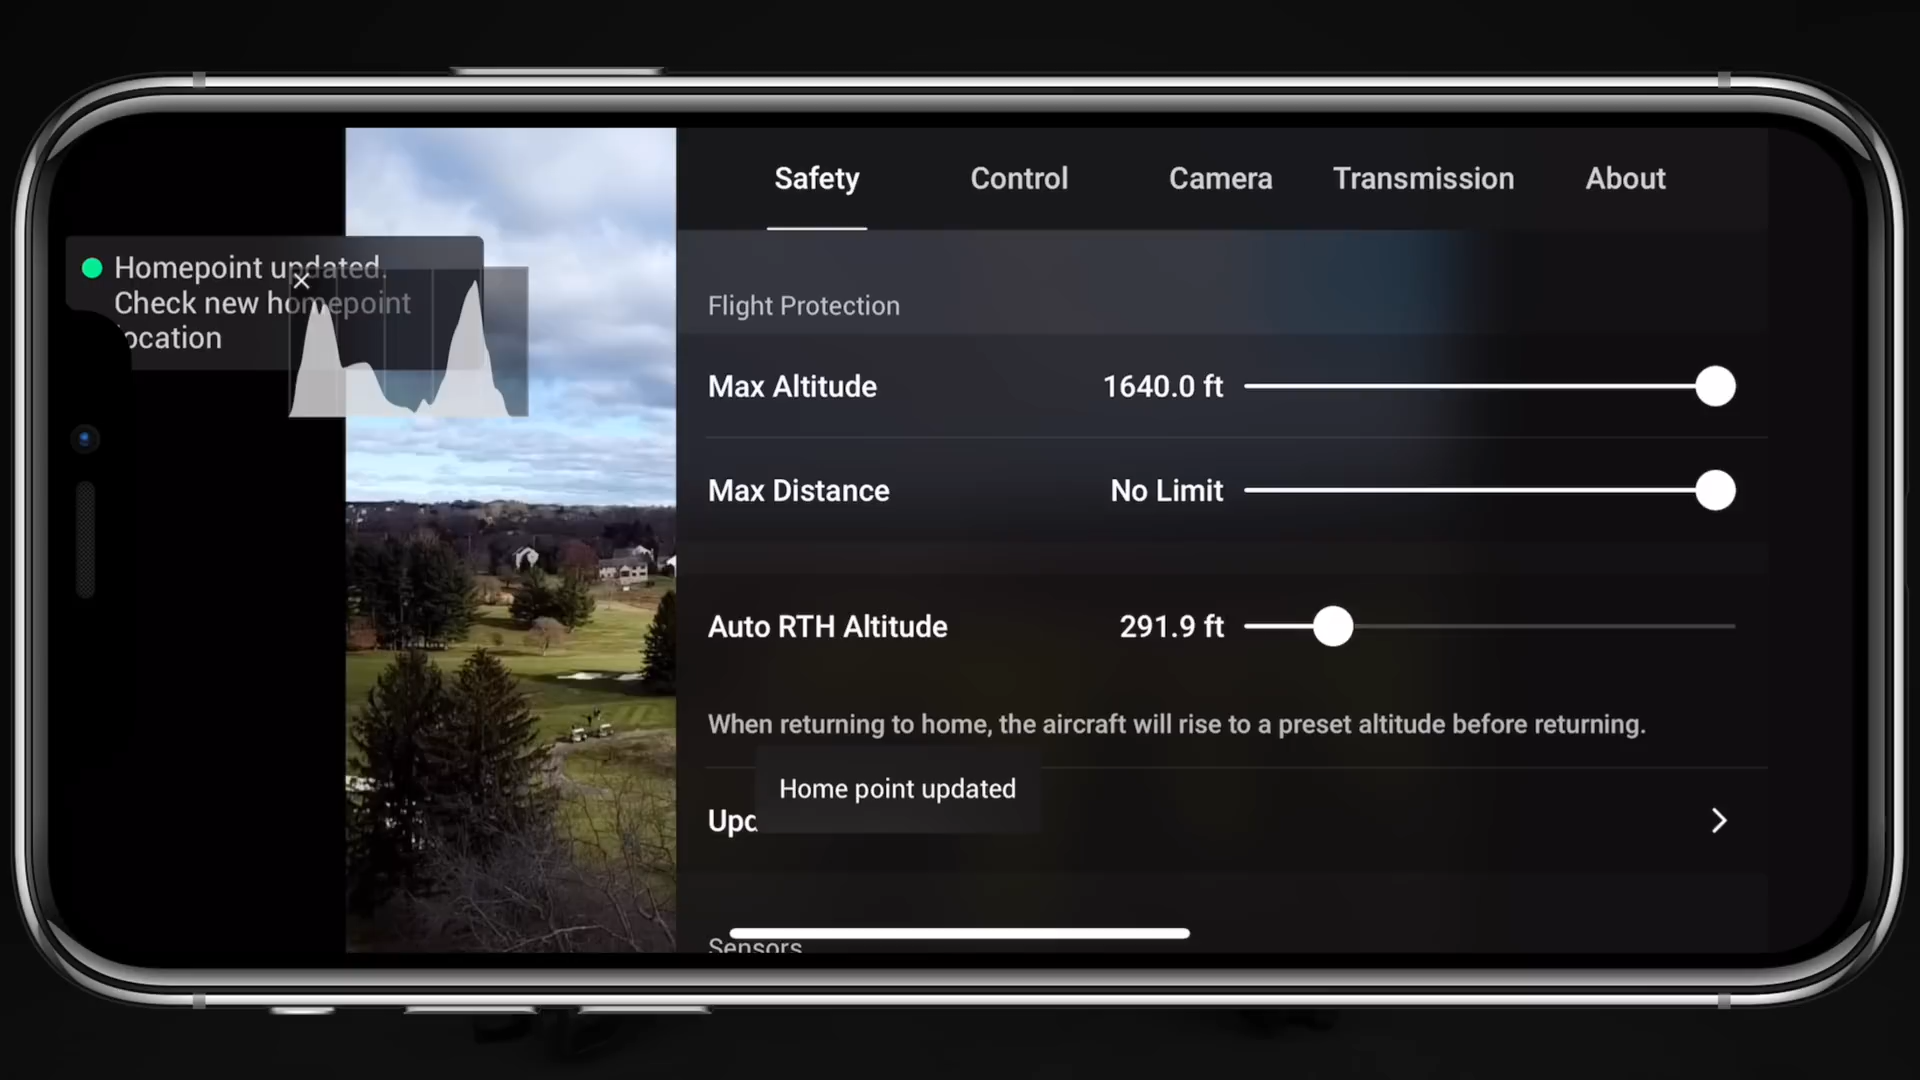 Safety Control Camera Transmission About
Homepoint updated.
Check new homepoint
location
Flight Protection
Max Altitude 1640.0 ft
Max Distance No Limit
Auto RTH Altitude 291.9 ft
When returning to home, the aircraft will rise to a preset altitude before returning.
Home point updated
Upd
Sensors